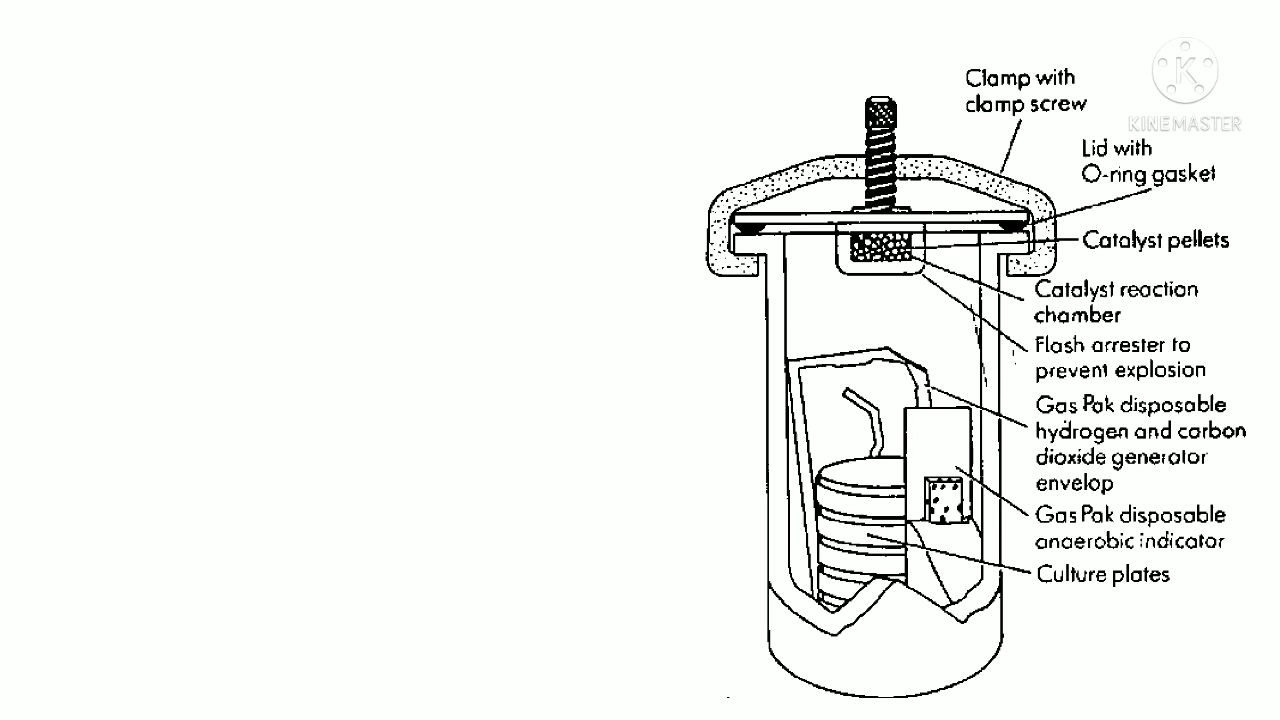 Clamp with
clamp screw
KINEMASTER
Lid with
O-ring gasket
Catalyst pellets
Catalyst reaction
chamber
Flash arrester to
prevent explosion
Gas Pak disposable
hydrogen and carbon
dioxide generator
envelop
Gas Pak disposable
anaerobic indicator
Culture plates